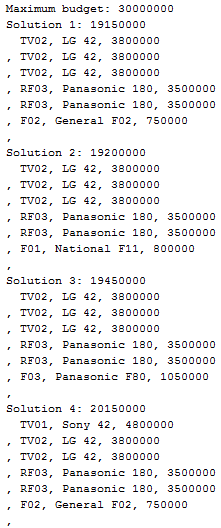 Maximum budget: 30000000
Solution 1: 19150000
TV02, LG 42, 3800000
, TV02, LG 42, 3800000
, TV02, LG 42, 3800000
, RF03, Panasonic 180, 3500000
, RF03, Panasonic 180, 3500000
, F02, General F02, 750000
,
Solution 2: 19200000
TV02, LG 42, 3800000
, TV02, LG 42, 3800000
, TV02, LG 42, 3800000
, RF03, Panasonic 180, 3500000
, RF03, Panasonic 180, 3500000
, F01, National F11, 800000
,
Solution 3: 19450000
TV02, LG 42, 3800000
, TV02, LG 42, 3800000
, TV02, LG 42, 3800000
, RF03, Panasonic 180, 3500000
, RF03, Panasonic 180, 3500000
, F03, Panasonic F80, 1050000
,
Solution 4: 20150000
TV01, Sony 42, 4800000
, TV02, LG 42, 3800000
, TV02, LG 42, 3800000
, RF03, Panasonic 180, 3500000
, RF03, Panasonic 180, 3500000
, F02, General F02, 750000
,